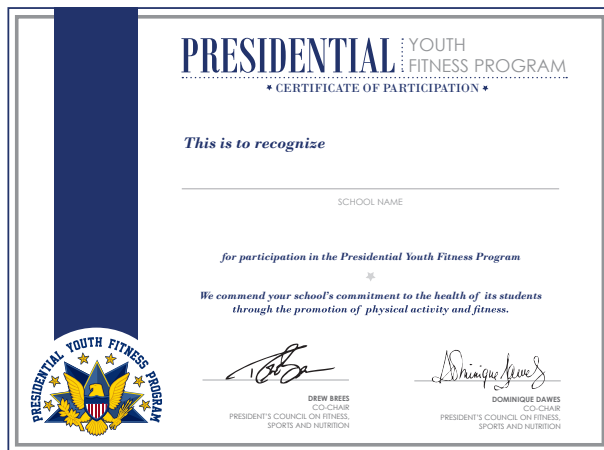 PRESIDENTIAL YOUTH FITNESS PROGRAM
★ CERTIFICATE OF PARTICIPATION ★
This is to recognize
SCHOOL NAME
for participation in the Presidential Youth Fitness Program
We commend your school's commitment to the health of its students
through the promotion of physical activity and fitness.
Dominique Dawes
DREW BREES
CO-CHAIR
PRESIDENT'S COUNCIL ON FITNESS,
SPORTS AND NUTRITION
DOMINIQUE DAWES
CO-CHAIR
PRESIDENT'S COUNCIL ON FITNESS,
SPORTS AND NUTRITION
PRESIDENTIAL YOUTH FITNESS PROGRAM